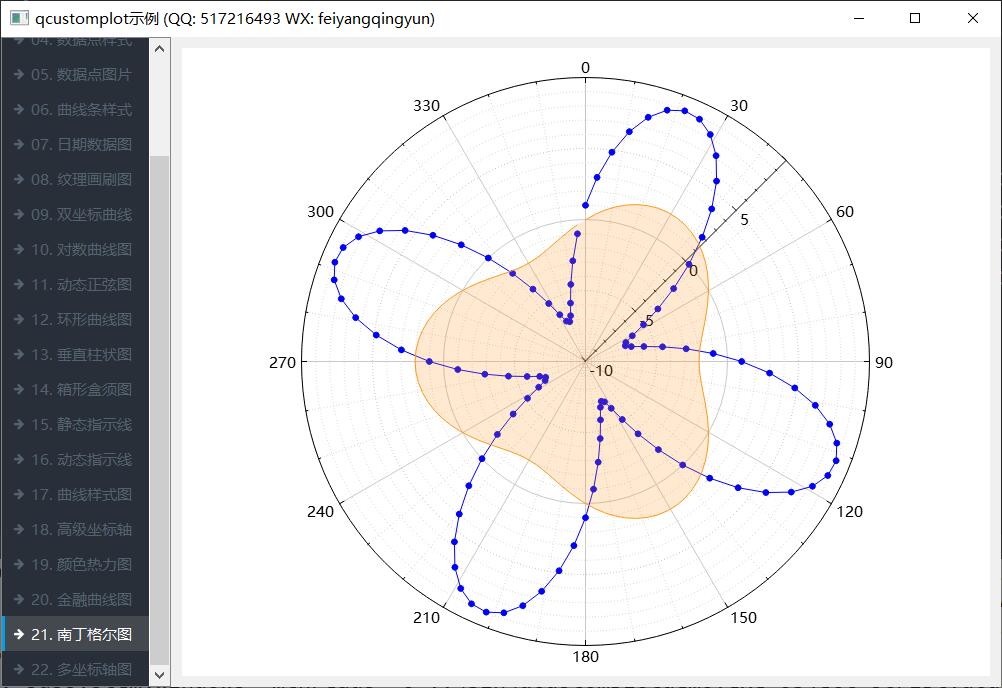 qcustomplot示例 (QQ: 517216493 WX: feiyangqingyun)
04. 数据点样式
05. 数据点图片
06. 曲线条样式
07. 日期数据图
08. 纹理画刷图
09. 双坐标曲线
10. 对数曲线图
11. 动态正弦图
12. 环形曲线图
13. 垂直柱状图
14. 箱形盒须图
15. 静态指示线
16. 动态指示线
17. 曲线样式图
18. 高级坐标轴
19. 颜色热力图
20. 金融曲线图
21. 南丁格尔图
22. 多坐标轴图
0
30
60
90
120
150
180
210
240
270
300
330
5
0
-5
-10